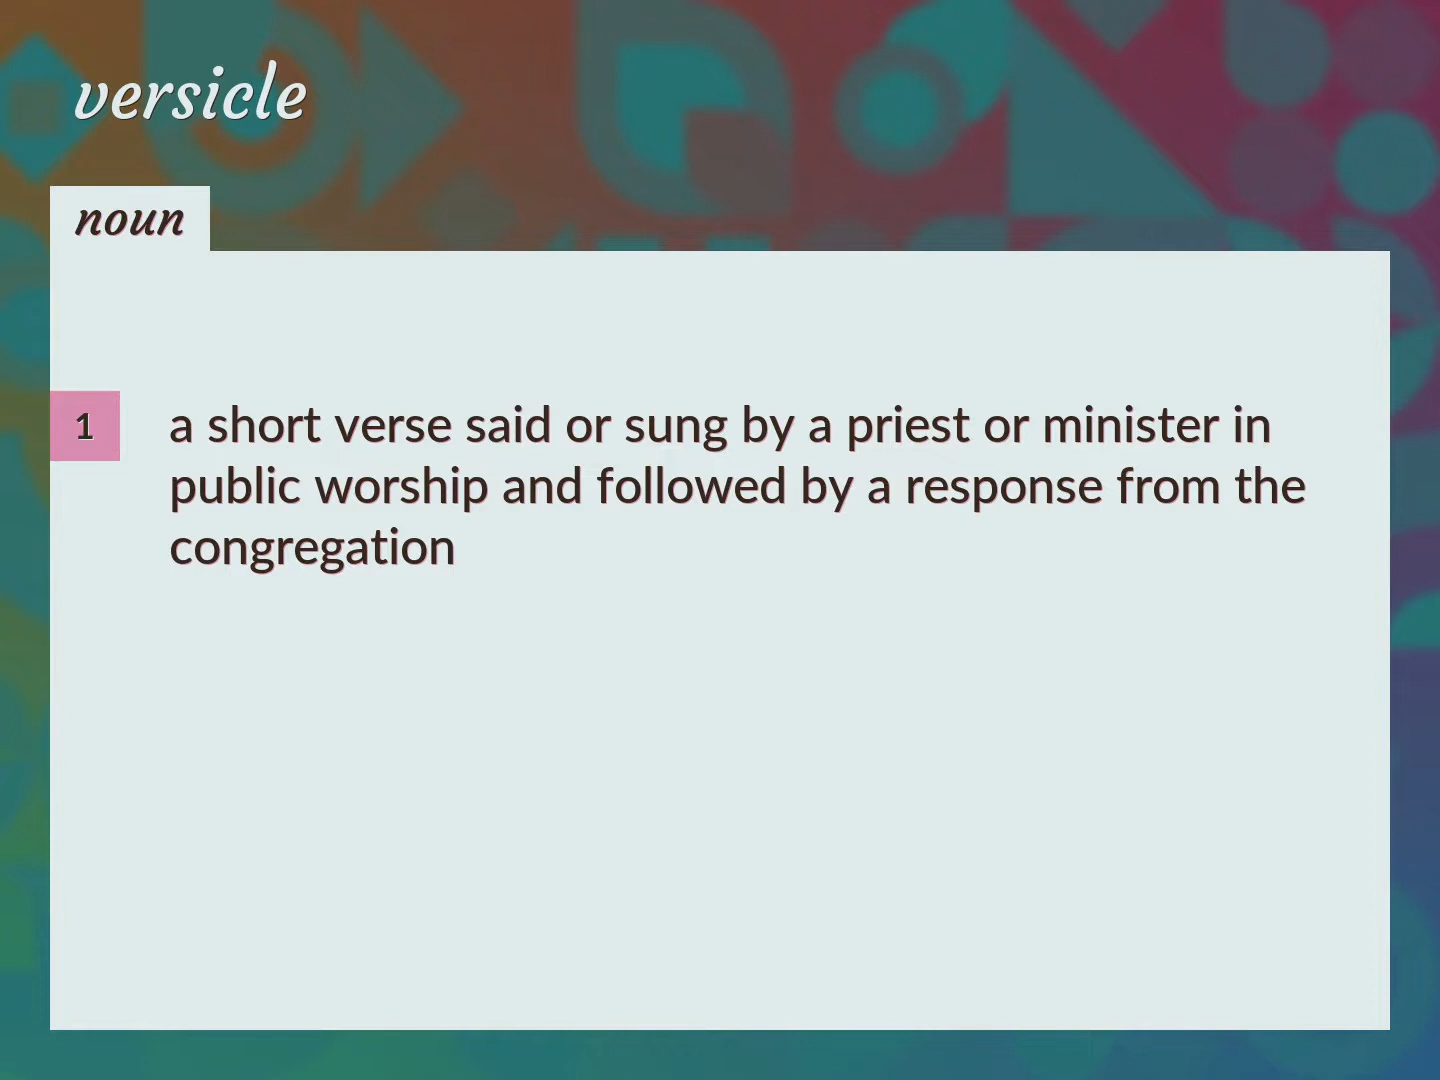 versicle
noun
1
a short verse said or sung by a priest or minister in
public worship and followed by a response from the
congregation